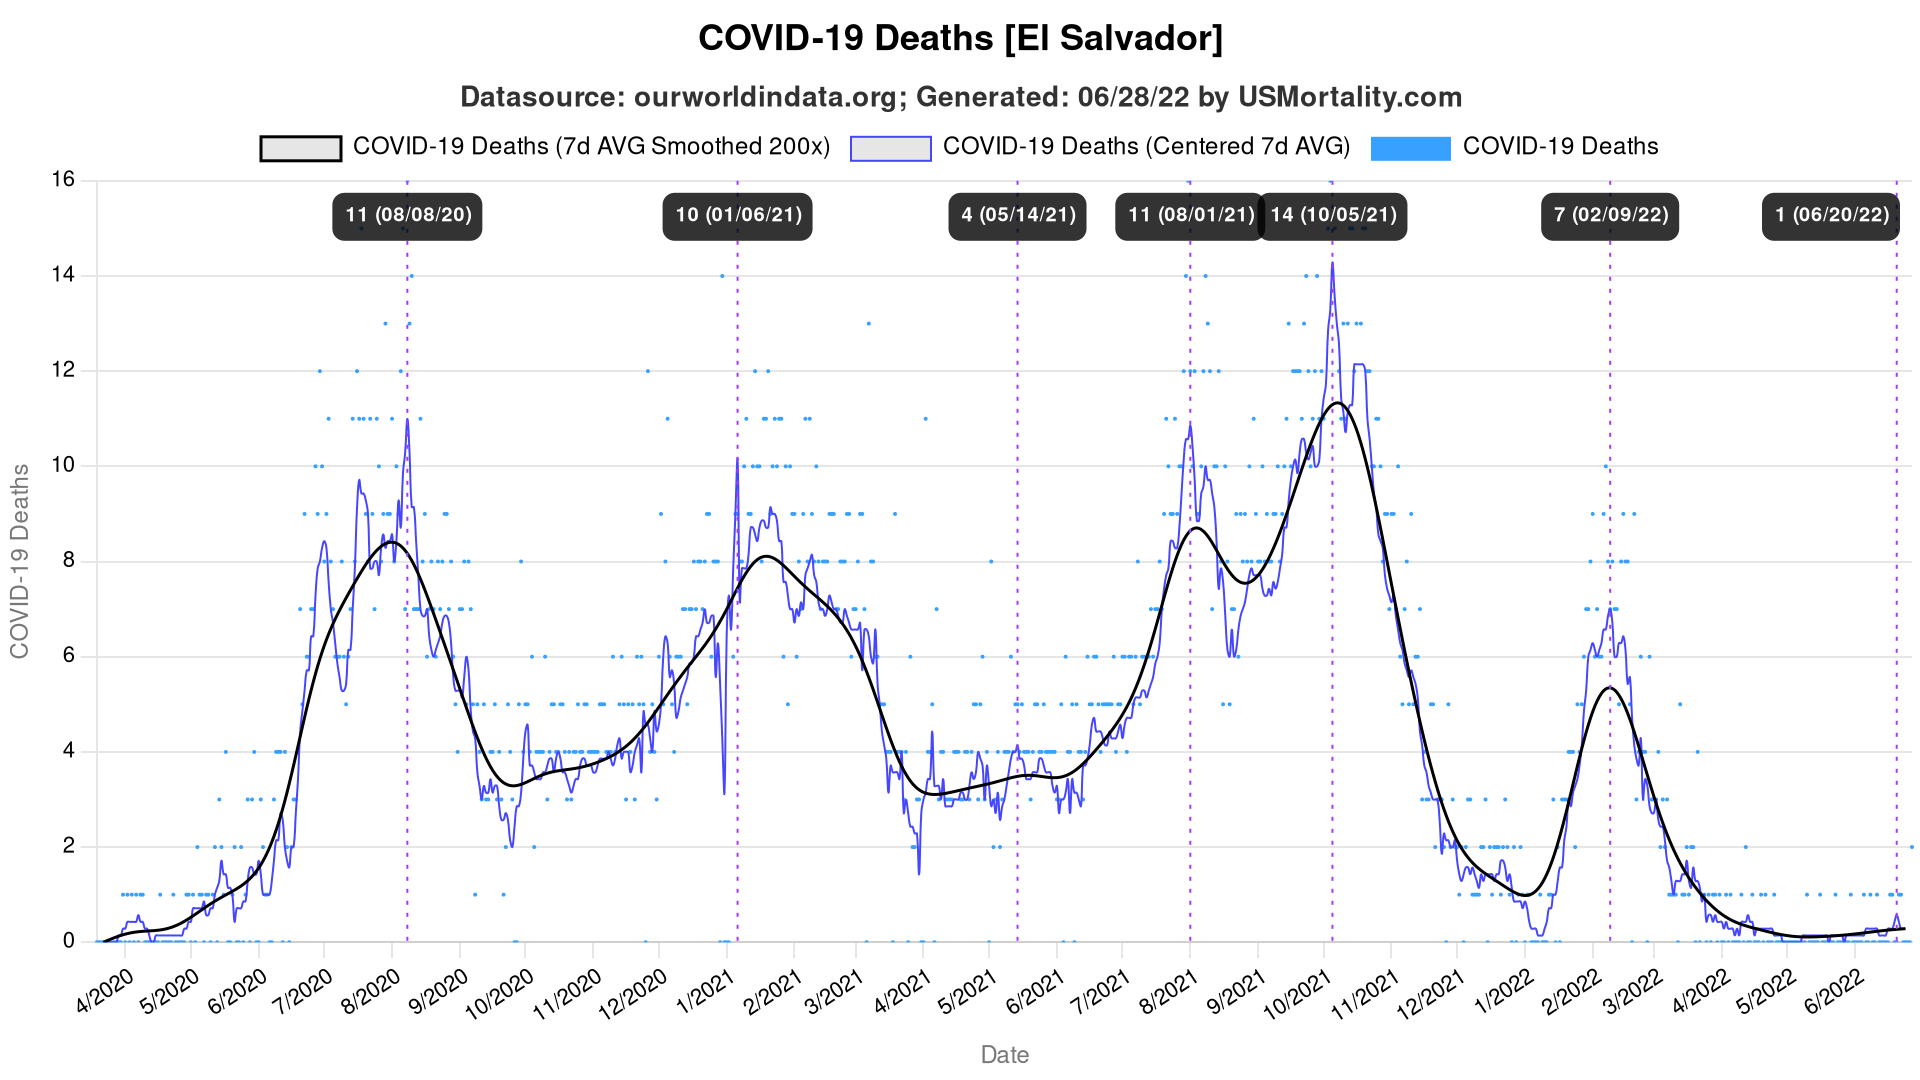 COVID-19 Deaths [El Salvador]
Datasource: ourworldindata.org; Generated: 06/28/22 by USMortality.com
COVID-19 Deaths (7d AVG Smoothed 200x) COVID-19 Deaths (Centered 7d AVG) COVID-19 Deaths
11 (08/08/20) 10 (01/06/21) 4 (05/14/21) 11 (08/01/21) 14 (10/05/21) 7 (02/09/22) 1 (06/20/22)
COVID-19 Deaths
16
14
12
10
8
6
4
2
0
4/2020 5/2020 6/2020 7/2020 8/2020 9/2020 10/2020 11/2020 12/2020 1/2021 2/2021 3/2021 4/2021 5/2021 6/2021 7/2021 8/2021 9/2021 10/2021 11/2021 12/2021 1/2022 2/2022 3/2022 4/2022 5/2022 6/2022
Date